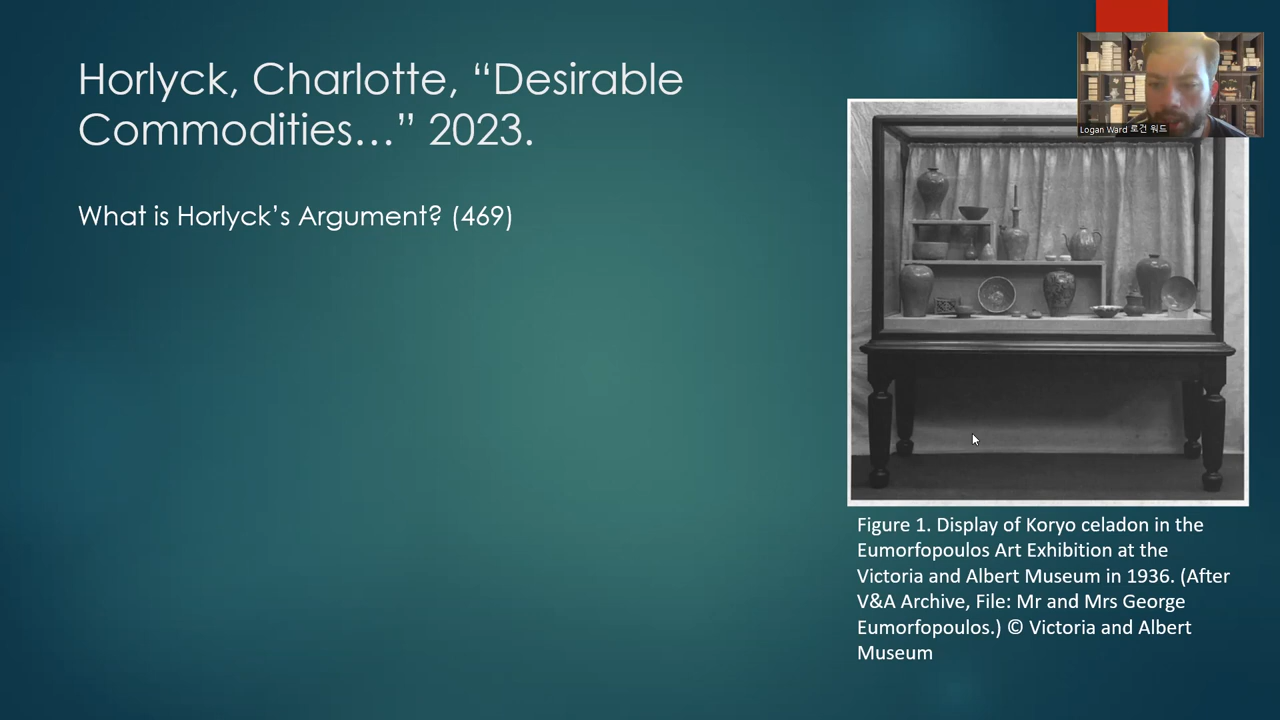 Horlyck, Charlotte, “Desirable
Commodities…” 2023.
What is Horlyck’s Argument? (469)
Logan Ward 로건 워드
Figure 1. Display of Koryo celadon in the
Eumorfopoulos Art Exhibition at the
Victoria and Albert Museum in 1936. (After
V&A Archive, File: Mr and Mrs George
Eumorfopoulos.) © Victoria and Albert
Museum